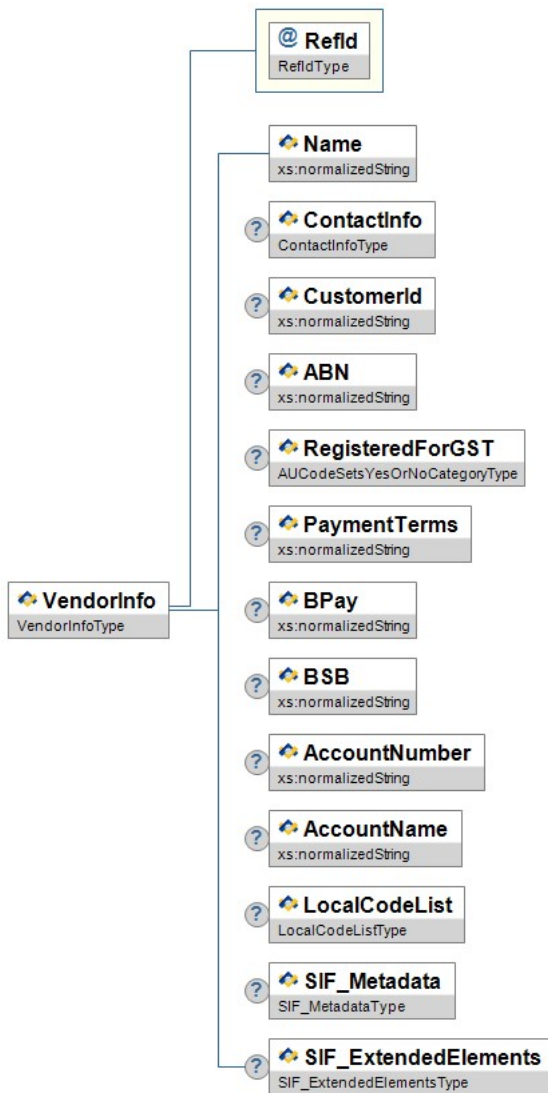 @ RefId
RefIdType
Name
xs:normalizedString
? ContactInfo
ContactInfoType
? CustomerId
xs:normalizedString
? ABN
xs:normalizedString
? RegisteredForGST
AUCodeSetsYesOrNoCategoryType
? PaymentTerms
xs:normalizedString
VendorInfo
VendorInfoType
? BPay
xs:normalizedString
? BSB
xs:normalizedString
? AccountNumber
xs:normalizedString
? AccountName
xs:normalizedString
? LocalCodeList
LocalCodeListType
? SIF_Metadata
SIF_MetadataType
? SIF_ExtendedElements
SIF_ExtendedElementsType